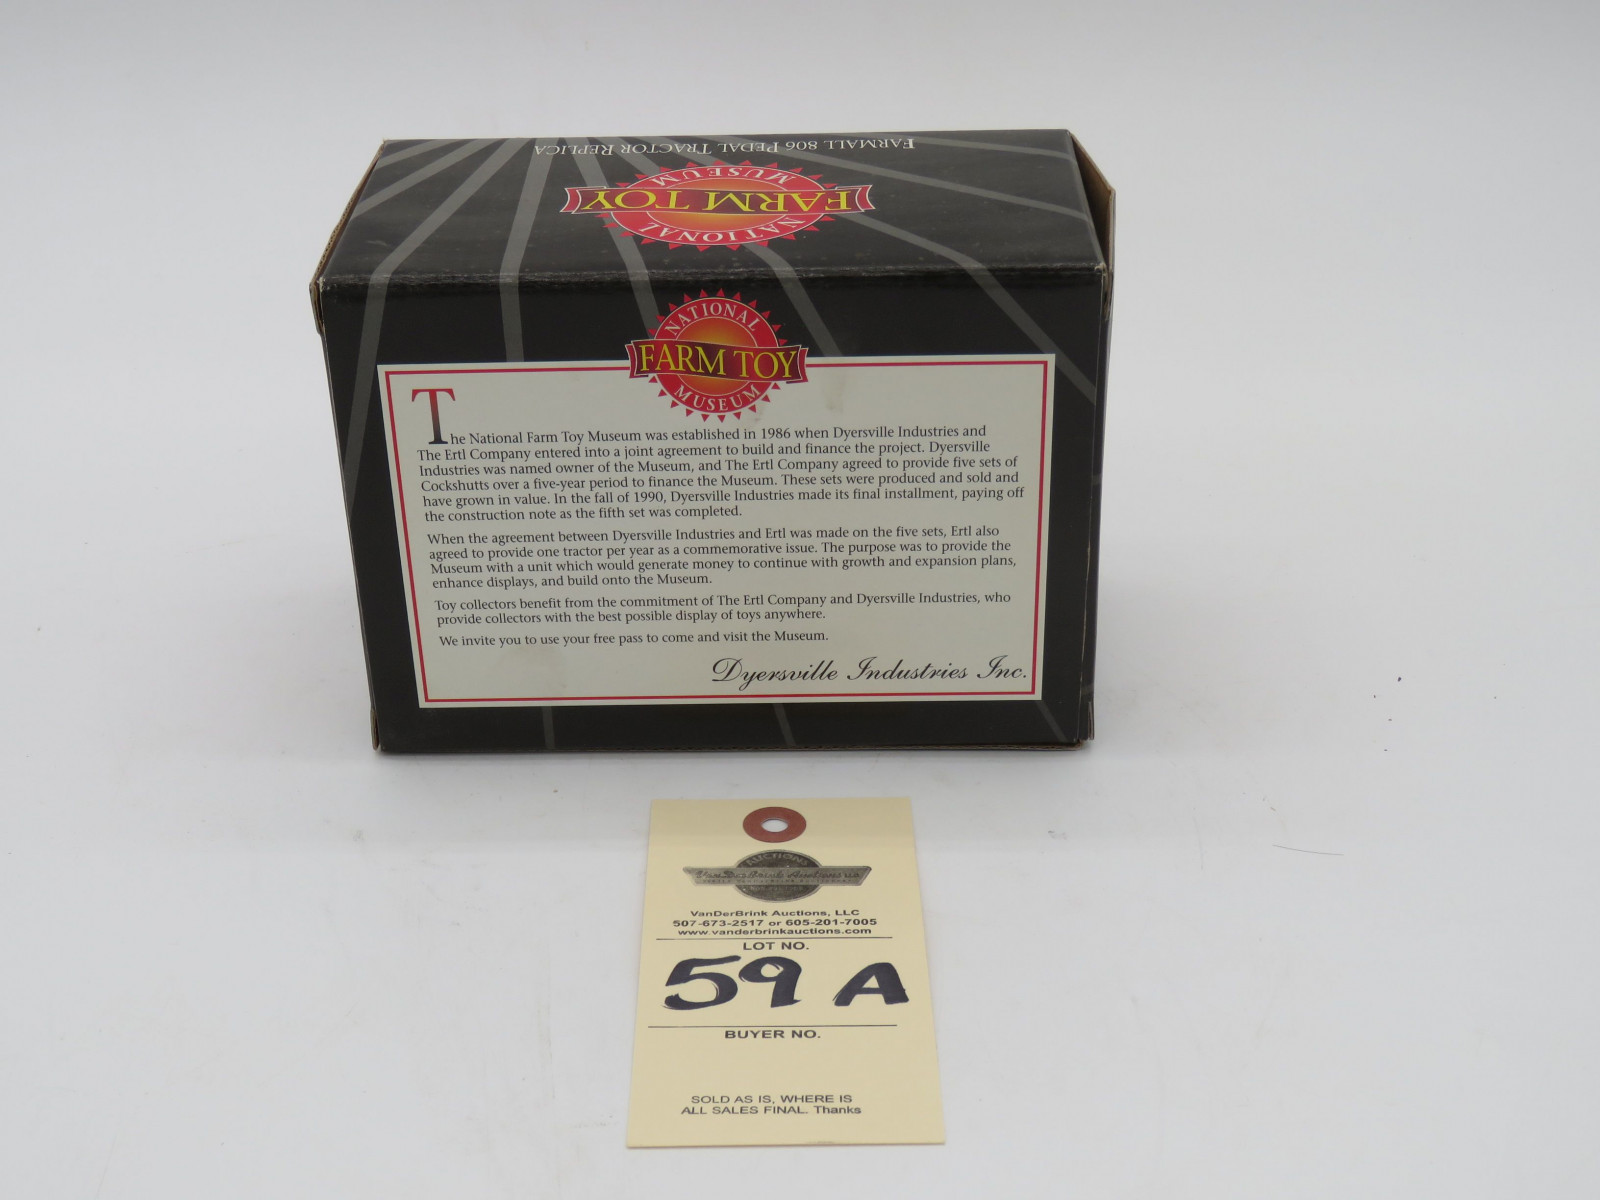 FARMALL 806 PEDAL TRACTOR REPLICA
NATIONAL
FARM TOY
MUSEUM
NATIONAL
FARM TOY
MUSEUM
The National Farm Toy Museum was established in 1986 when Dyersville Industries and
The Ertl Company entered into a joint agreement to build and finance the project. Dyersville
Industries was named owner of the Museum, and The Ertl Company agreed to provide five sets of
Cockshutts over a five-year period to finance the Museum. These sets were produced and sold and
have grown in value. In the fall of 1990, Dyersville Industries made its final installment, paying off
the construction note as the fifth set was completed.
When the agreement between Dyersville Industries and Ertl was made on the five sets, Ertl also
agreed to provide one tractor per year as a commemorative issue. The purpose was to provide the
Museum with a unit which would generate money to continue with growth and expansion plans,
enhance displays, and build onto the Museum.
Toy collectors benefit from the commitment of The Ertl Company and Dyersville Industries, who
provide collectors with the best possible display of toys anywhere.
We invite you to use your free pass to come and visit the Museum.
Dyersville Industries Inc.
AUCTIONS
VanDerBrink Auctions LLC
VanDerBrink Auctions, LLC
507-673-2517 or 605-201-7005
www.vanderbrinkauctions.com
LOT NO.
59 A
BUYER NO.
SOLD AS IS, WHERE IS
ALL SALES FINAL. Thanks